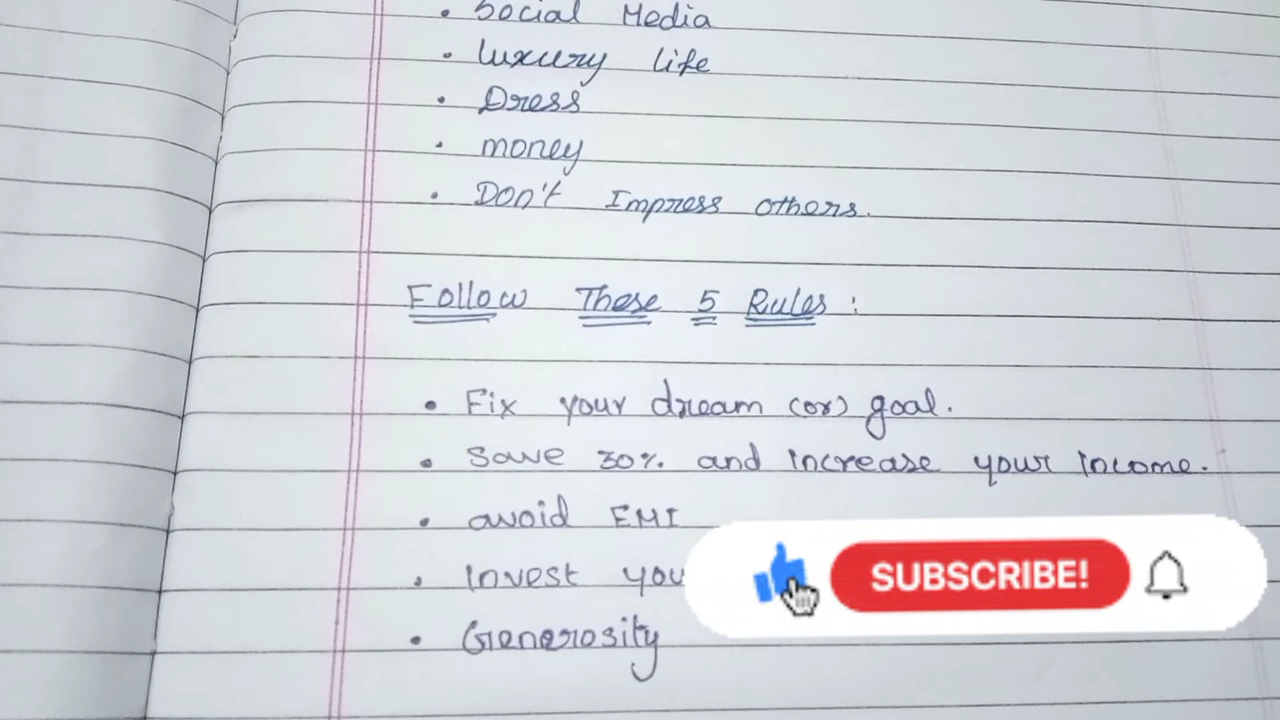 • Social Media
• luxury life
• Dress
• money
• Don't Impress others.
Follow These 5 Rules :
• Fix your dream (or) goal.
• Save 30% and increase your income.
• avoid EMI
• Invest
SUBSCRIBE!
• Generosity